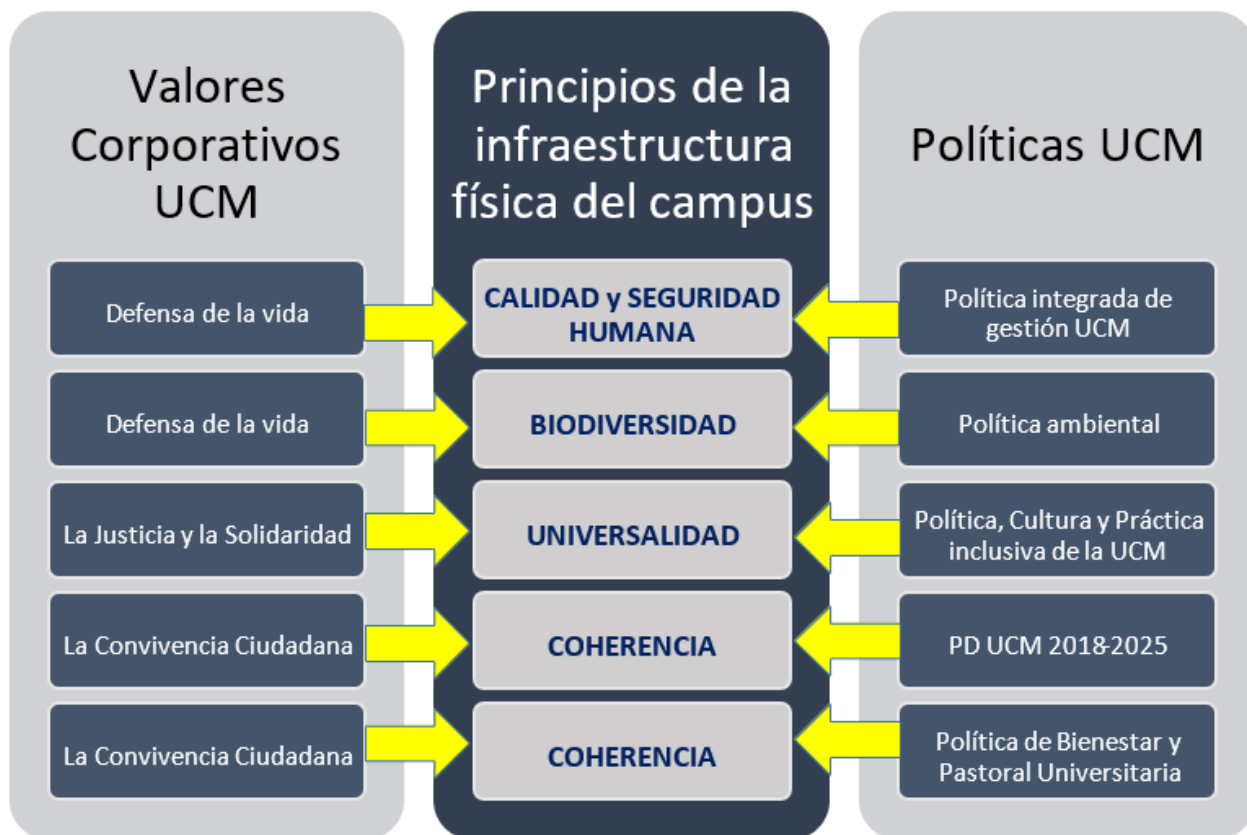 Valores
Corporativos
UCM
Defensa de la vida
Defensa de la vida
La Justicia y la Solidaridad
La Convivencia Ciudadana
La Convivencia Ciudadana
Principios de la
infraestructura
física del campus
CALIDAD y SEGURIDAD
HUMANA
BIODIVERSIDAD
UNIVERSALIDAD
COHERENCIA
COHERENCIA
Políticas UCM
Política integrada de
gestión UCM
Política ambiental
Política, Cultura y Práctica
inclusiva de la UCM
PD UCM 2018-2025
Política de Bienestar y
Pastoral Universitaria